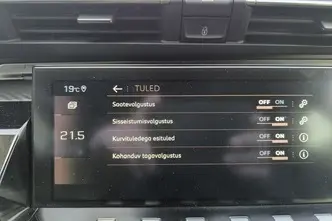 19°C
TULED
Saatevalgustus OFF ON
Sisseistumisvalgustus OFF ON
21.5
Kurvituledega esituled OFF ON
Kohanduv tagavalgustus OFF ON